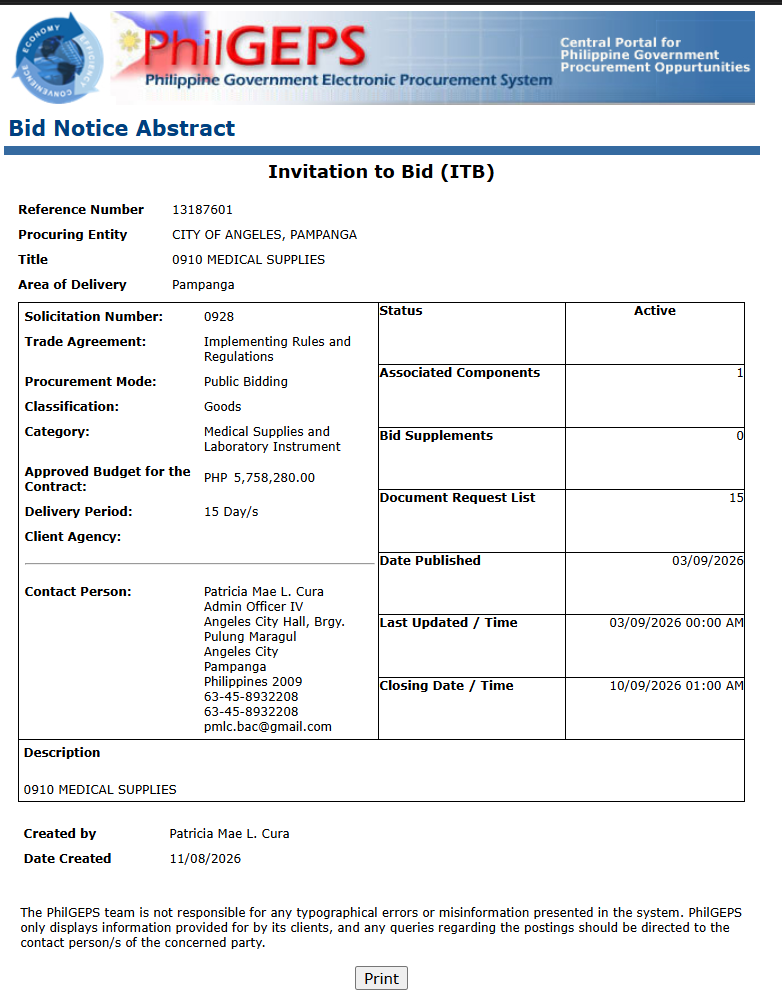 ECONOMY
EFFICIENCY
CONVENIENCE
PhilGEPS
Philippine Government Electronic Procurement System
Central Portal for
Philippine Government
Procurement Oppurtunities
Bid Notice Abstract
Invitation to Bid (ITB)
Reference Number 13187601
Procuring Entity CITY OF ANGELES, PAMPANGA
Title 0910 MEDICAL SUPPLIES
Area of Delivery Pampanga
Solicitation Number: 0928
Trade Agreement: Implementing Rules and
Regulations
Procurement Mode: Public Bidding
Classification: Goods
Category: Medical Supplies and
Laboratory Instrument
Approved Budget for the
Contract: PHP 5,758,280.00
Delivery Period: 15 Day/s
Client Agency:
Contact Person: Patricia Mae L. Cura
Admin Officer IV
Angeles City Hall, Brgy.
Pulung Maragul
Angeles City
Pampanga
Philippines 2009
63-45-8932208
63-45-8932208
pmlc.bac@gmail.com
Status Active
Associated Components 1
Bid Supplements 0
Document Request List 15
Date Published 03/09/2026
Last Updated / Time 03/09/2026 00:00 AM
Closing Date / Time 10/09/2026 01:00 AM
Description
0910 MEDICAL SUPPLIES
Created by Patricia Mae L. Cura
Date Created 11/08/2026
The PhilGEPS team is not responsible for any typographical errors or misinformation presented in the system. PhilGEPS
only displays information provided for by its clients, and any queries regarding the postings should be directed to the
contact person/s of the concerned party.
Print